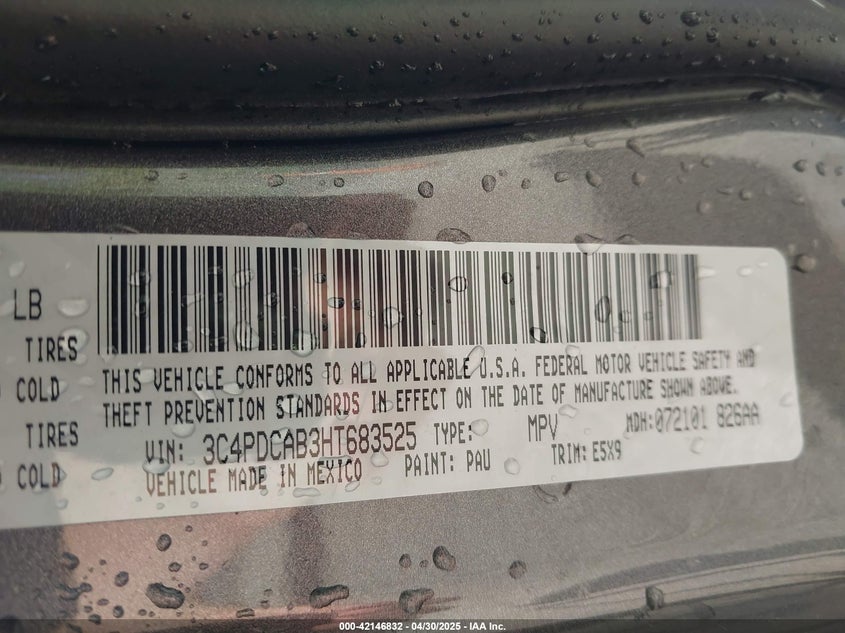 LB
TIRES
COLD
TIRES
COLD
THIS VEHICLE CONFORMS TO ALL APPLICABLE U.S.A. FEDERAL MOTOR VEHICLE SAFETY AND
THEFT PREVENTION STANDARDS IN EFFECT ON THE DATE OF MANUFACTURE SHOWN ABOVE.
VIN: 3C4PDCAB3HT683525 TYPE: MPV MDH: 072101 826AA
VEHICLE MADE IN MEXICO PAINT: PAU TRIM: E5X9
000-42146832 - 04/30/2025 - IAA Inc.